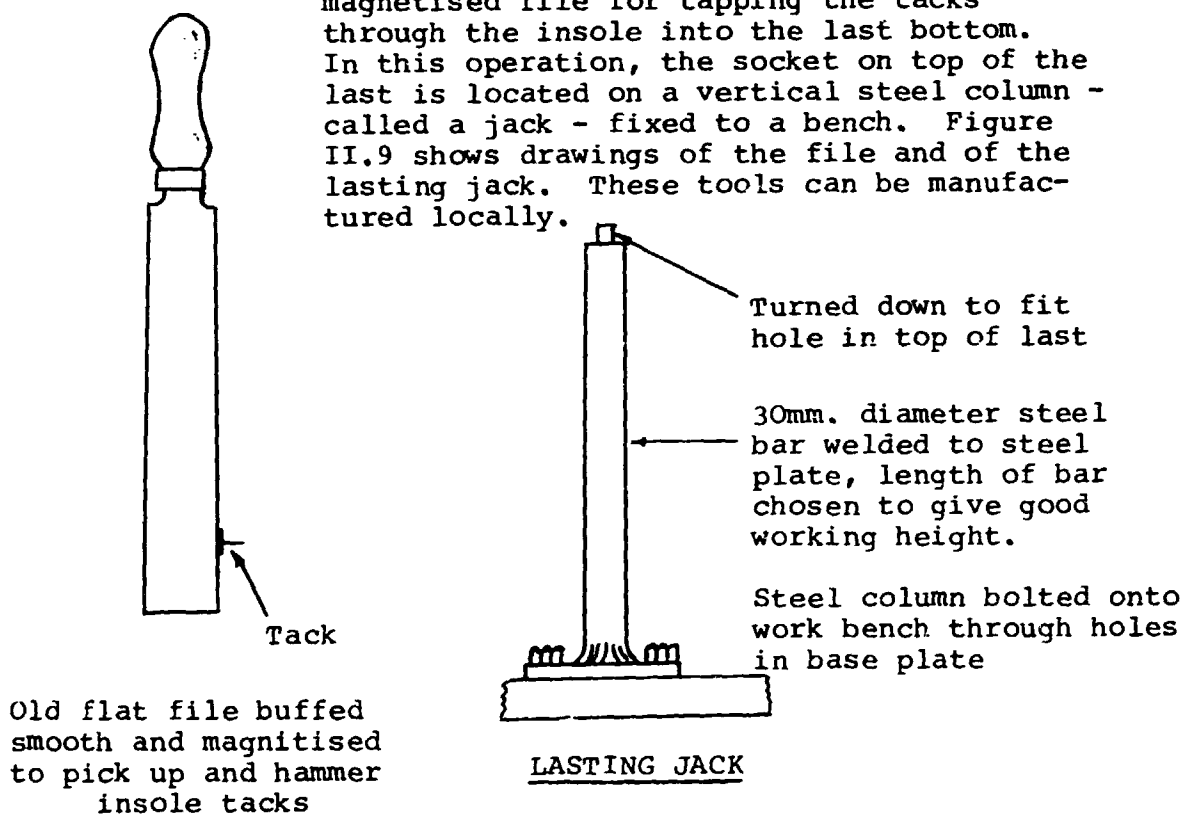 magnetised file for tapping the tacks
through the insole into the last bottom.
In this operation, the socket on top of the
last is located on a vertical steel column -
called a jack - fixed to a bench. Figure
II.9 shows drawings of the file and of the
lasting jack. These tools can be manufac-
tured locally.
Turned down to fit
hole in top of last
30mm. diameter steel
bar welded to steel
plate, length of bar
chosen to give good
working height.
Steel column bolted onto
work bench through holes
in base plate
Tack
Old flat file buffed
smooth and magnitised
to pick up and hammer
insole tacks
LASTING JACK